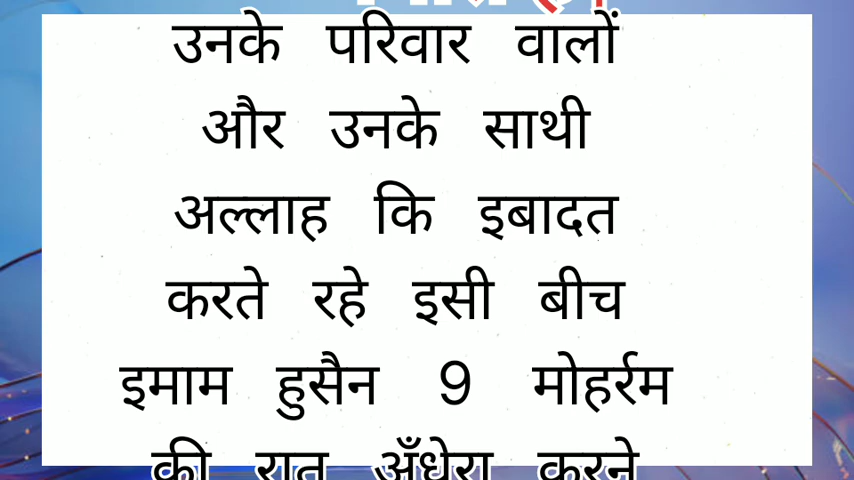 उनके परिवार वालों
और उनके साथी
अल्लाह कि इबादत
करते रहे इसी बीच
इमाम हुसैन 9 मोहर्रम
की रात अँधेरा करने